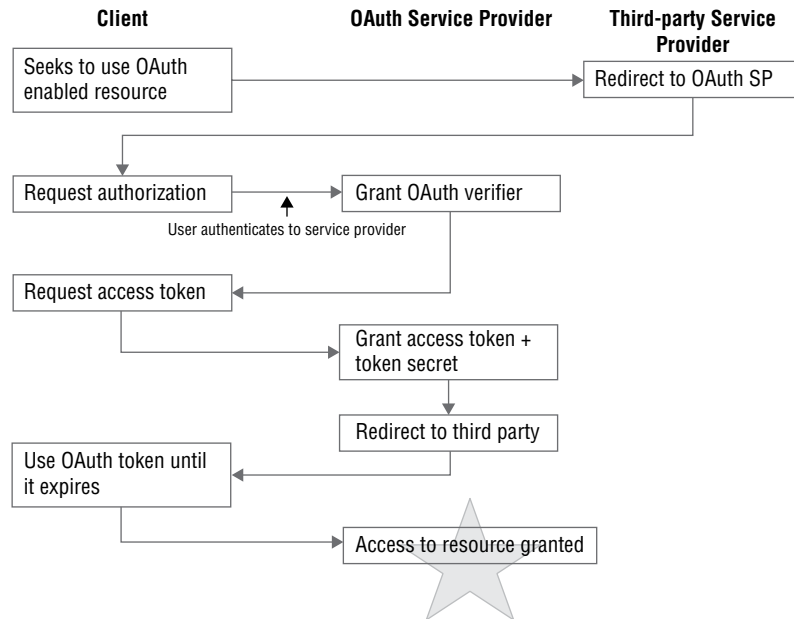 Client
OAuth Service Provider
Third-party Service
Provider
Seeks to use OAuth
enabled resource
Redirect to OAuth SP
Request authorization
Grant OAuth verifier
User authenticates to service provider
Request access token
Grant access token +
token secret
Redirect to third party
Use OAuth token until
it expires
Access to resource granted